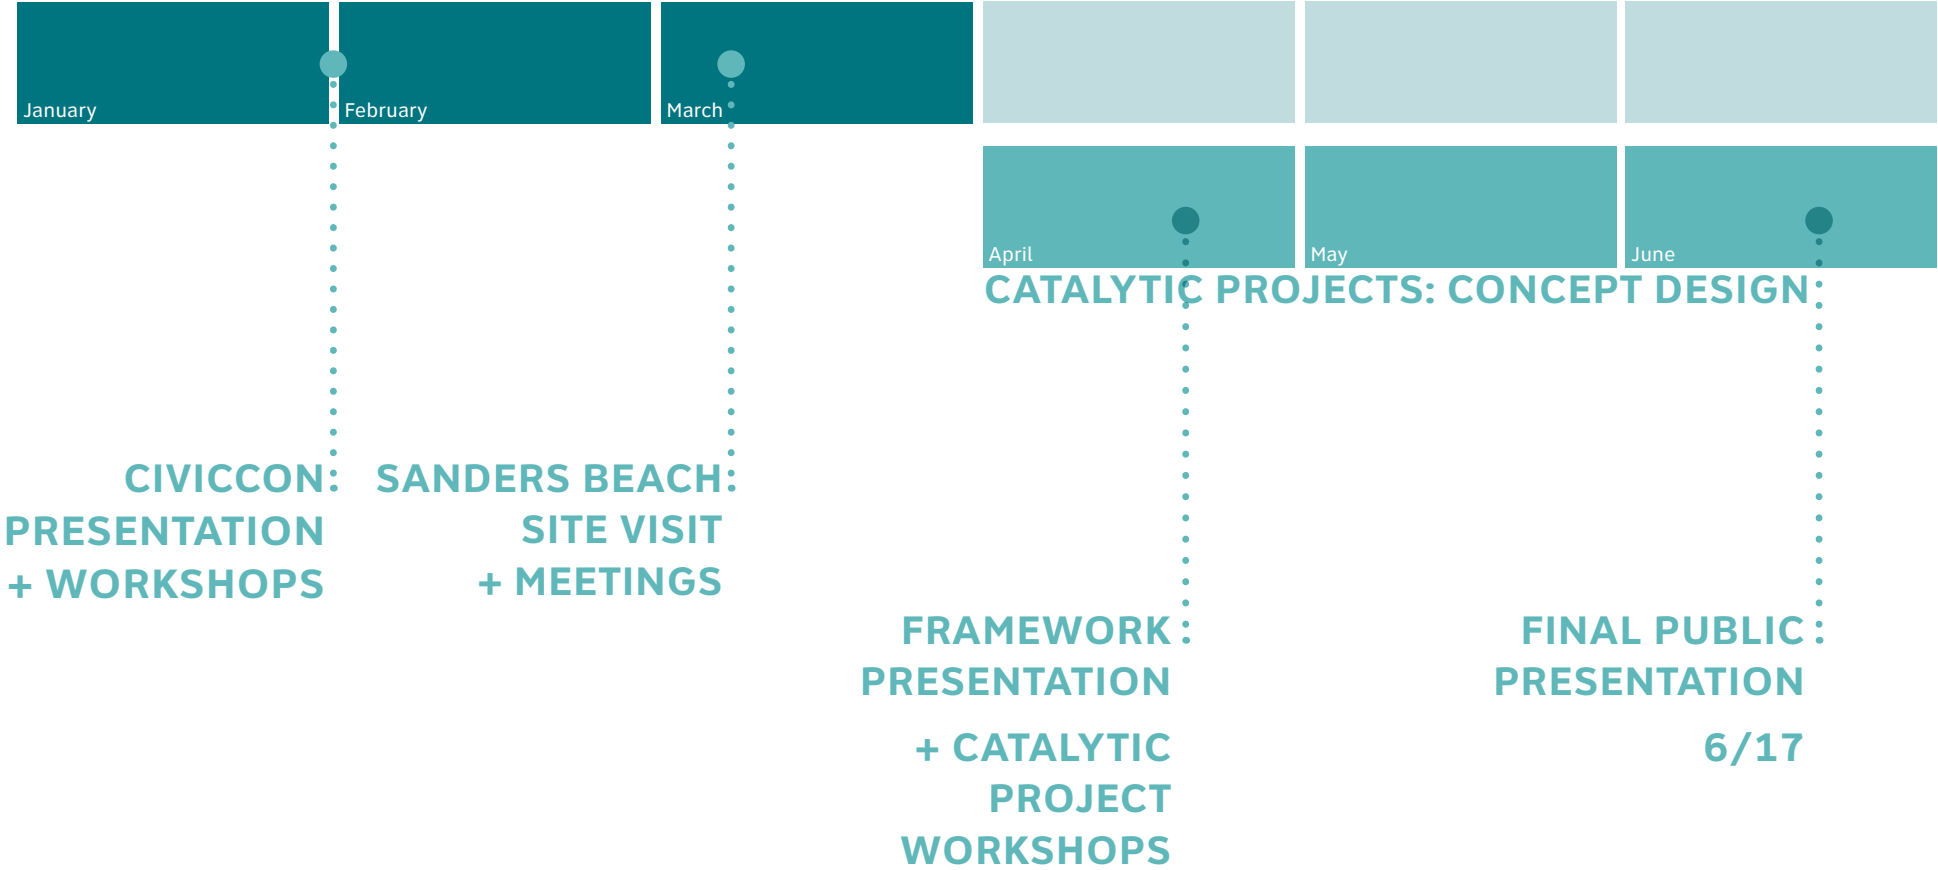 January
February
March
April
May
June
CATALYTIC PROJECTS: CONCEPT DESIGN
CIVICCON
PRESENTATION
+ WORKSHOPS
SANDERS BEACH
SITE VISIT
+ MEETINGS
FRAMEWORK
PRESENTATION
+ CATALYTIC
PROJECT
WORKSHOPS
FINAL PUBLIC
PRESENTATION
6/17